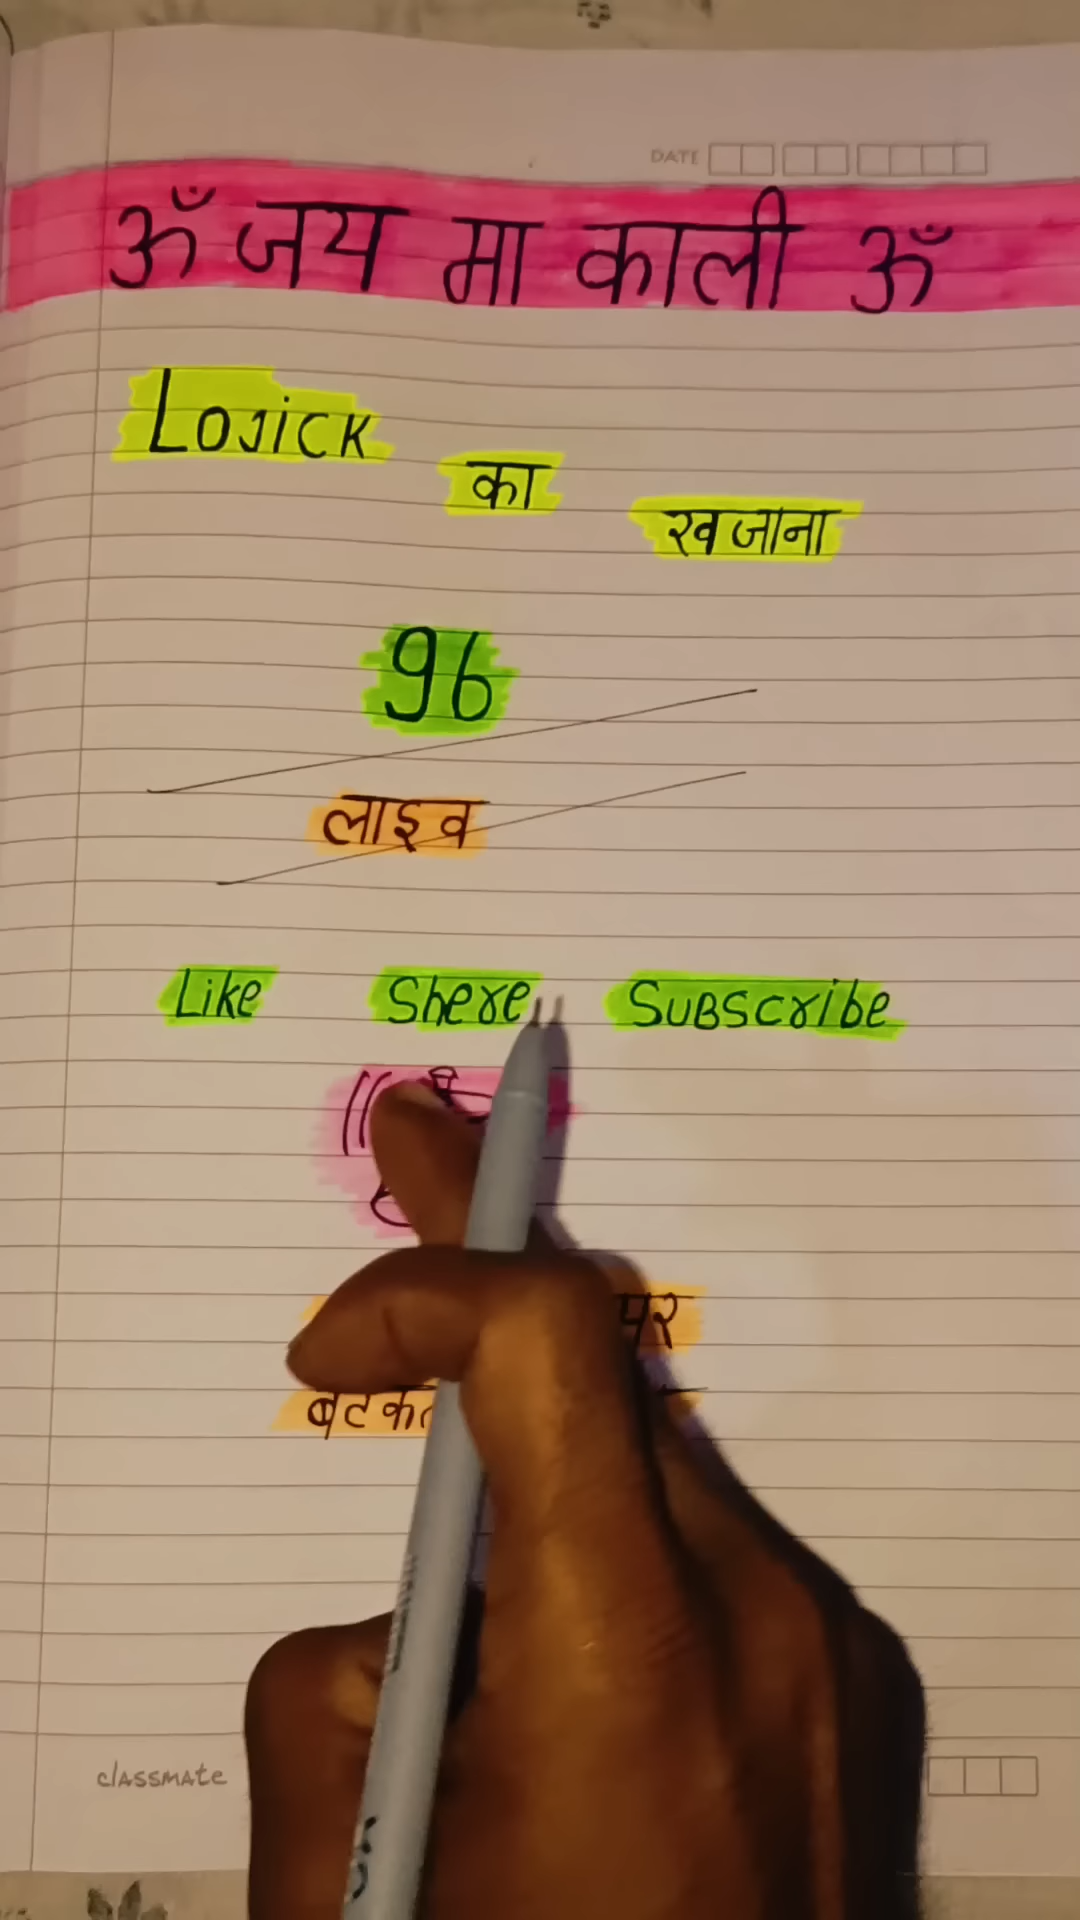 DATE
ॐ जय मा काली ॐ
Lojick
का
खजाना
96
लाइव
Like Shere Subscribe
पर
classmate